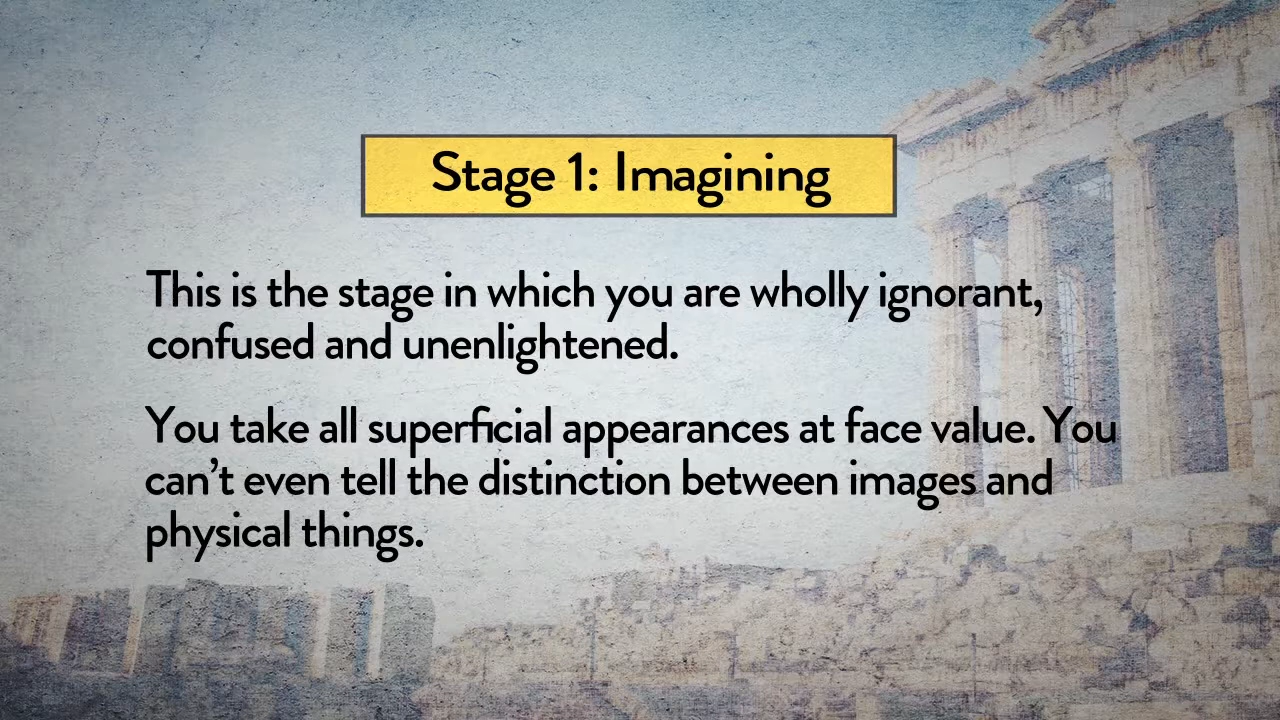 Stage 1: Imagining
This is the stage in which you are wholly ignorant,
confused and unenlightened.
You take all superficial appearances at face value. You
can’t even tell the distinction between images and
physical things.